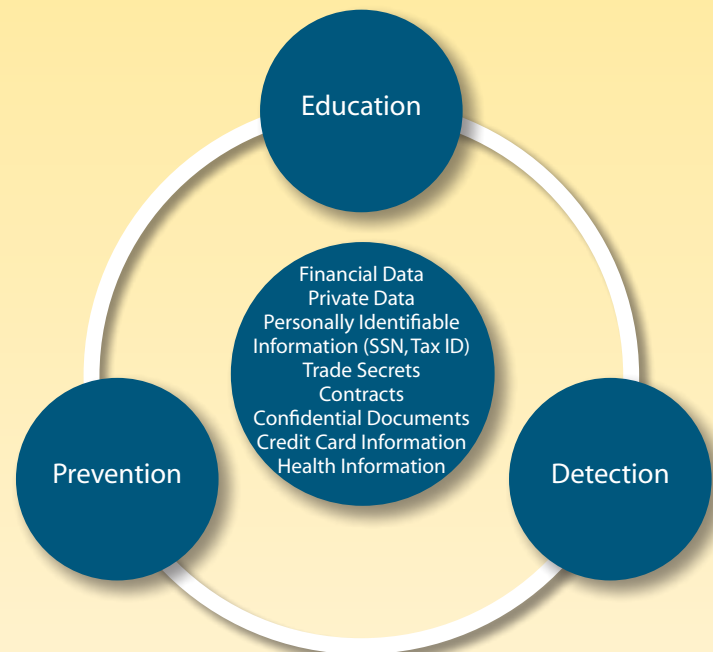 Education
Financial Data
Private Data
Personally Identifiable
Information (SSN, Tax ID)
Trade Secrets
Contracts
Confidential Documents
Credit Card Information
Health Information
Prevention
Detection